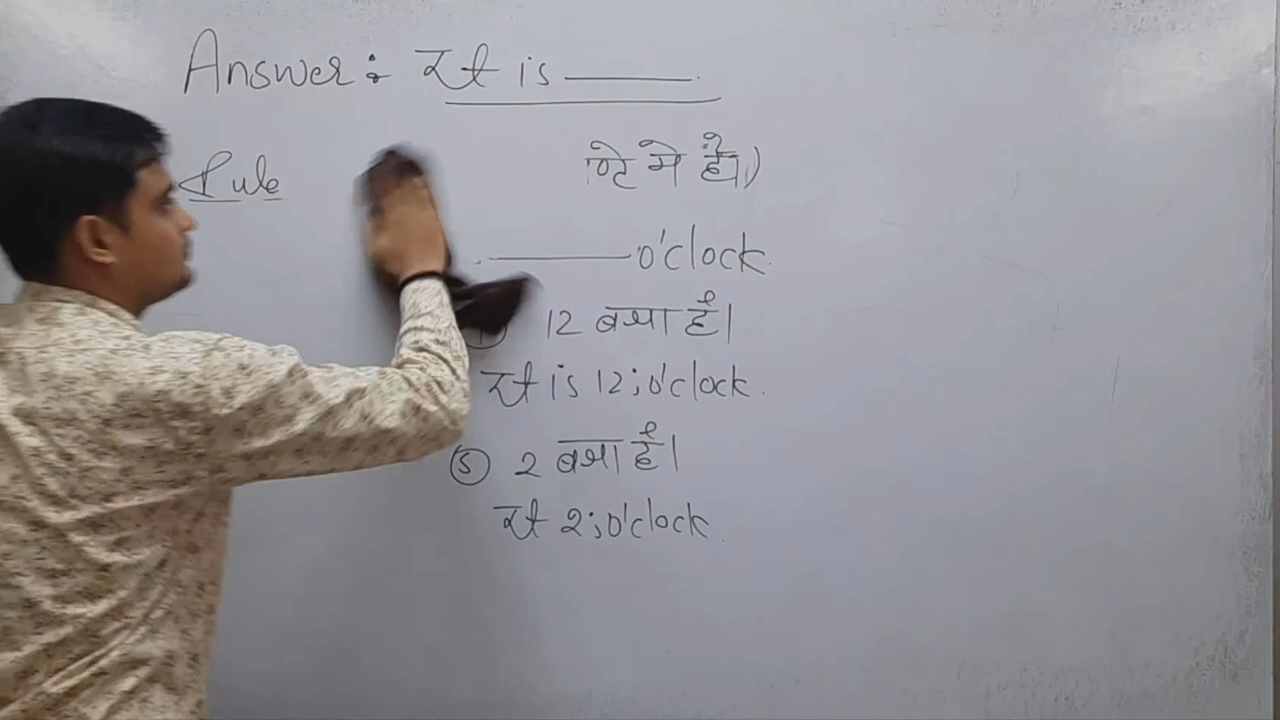 Answer : It is ______
Rule
ण्टे मे है।)
______ o'clock.
12 बजा है।
It is 12; o'clock.
(5) 2 बजा है।
It 2; o'clock.